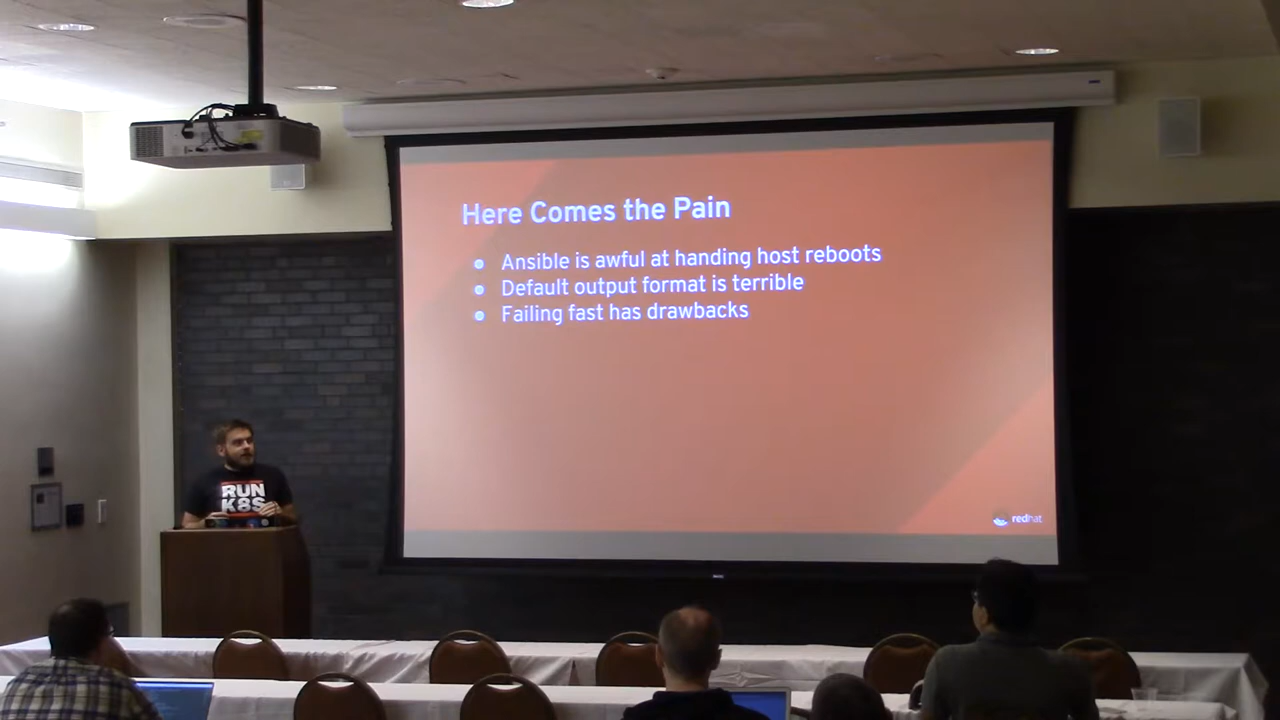 Here Comes the Pain
Ansible is awful at handing host reboots
Default output format is terrible
Failing fast has drawbacks
redhat
RUN
K8S